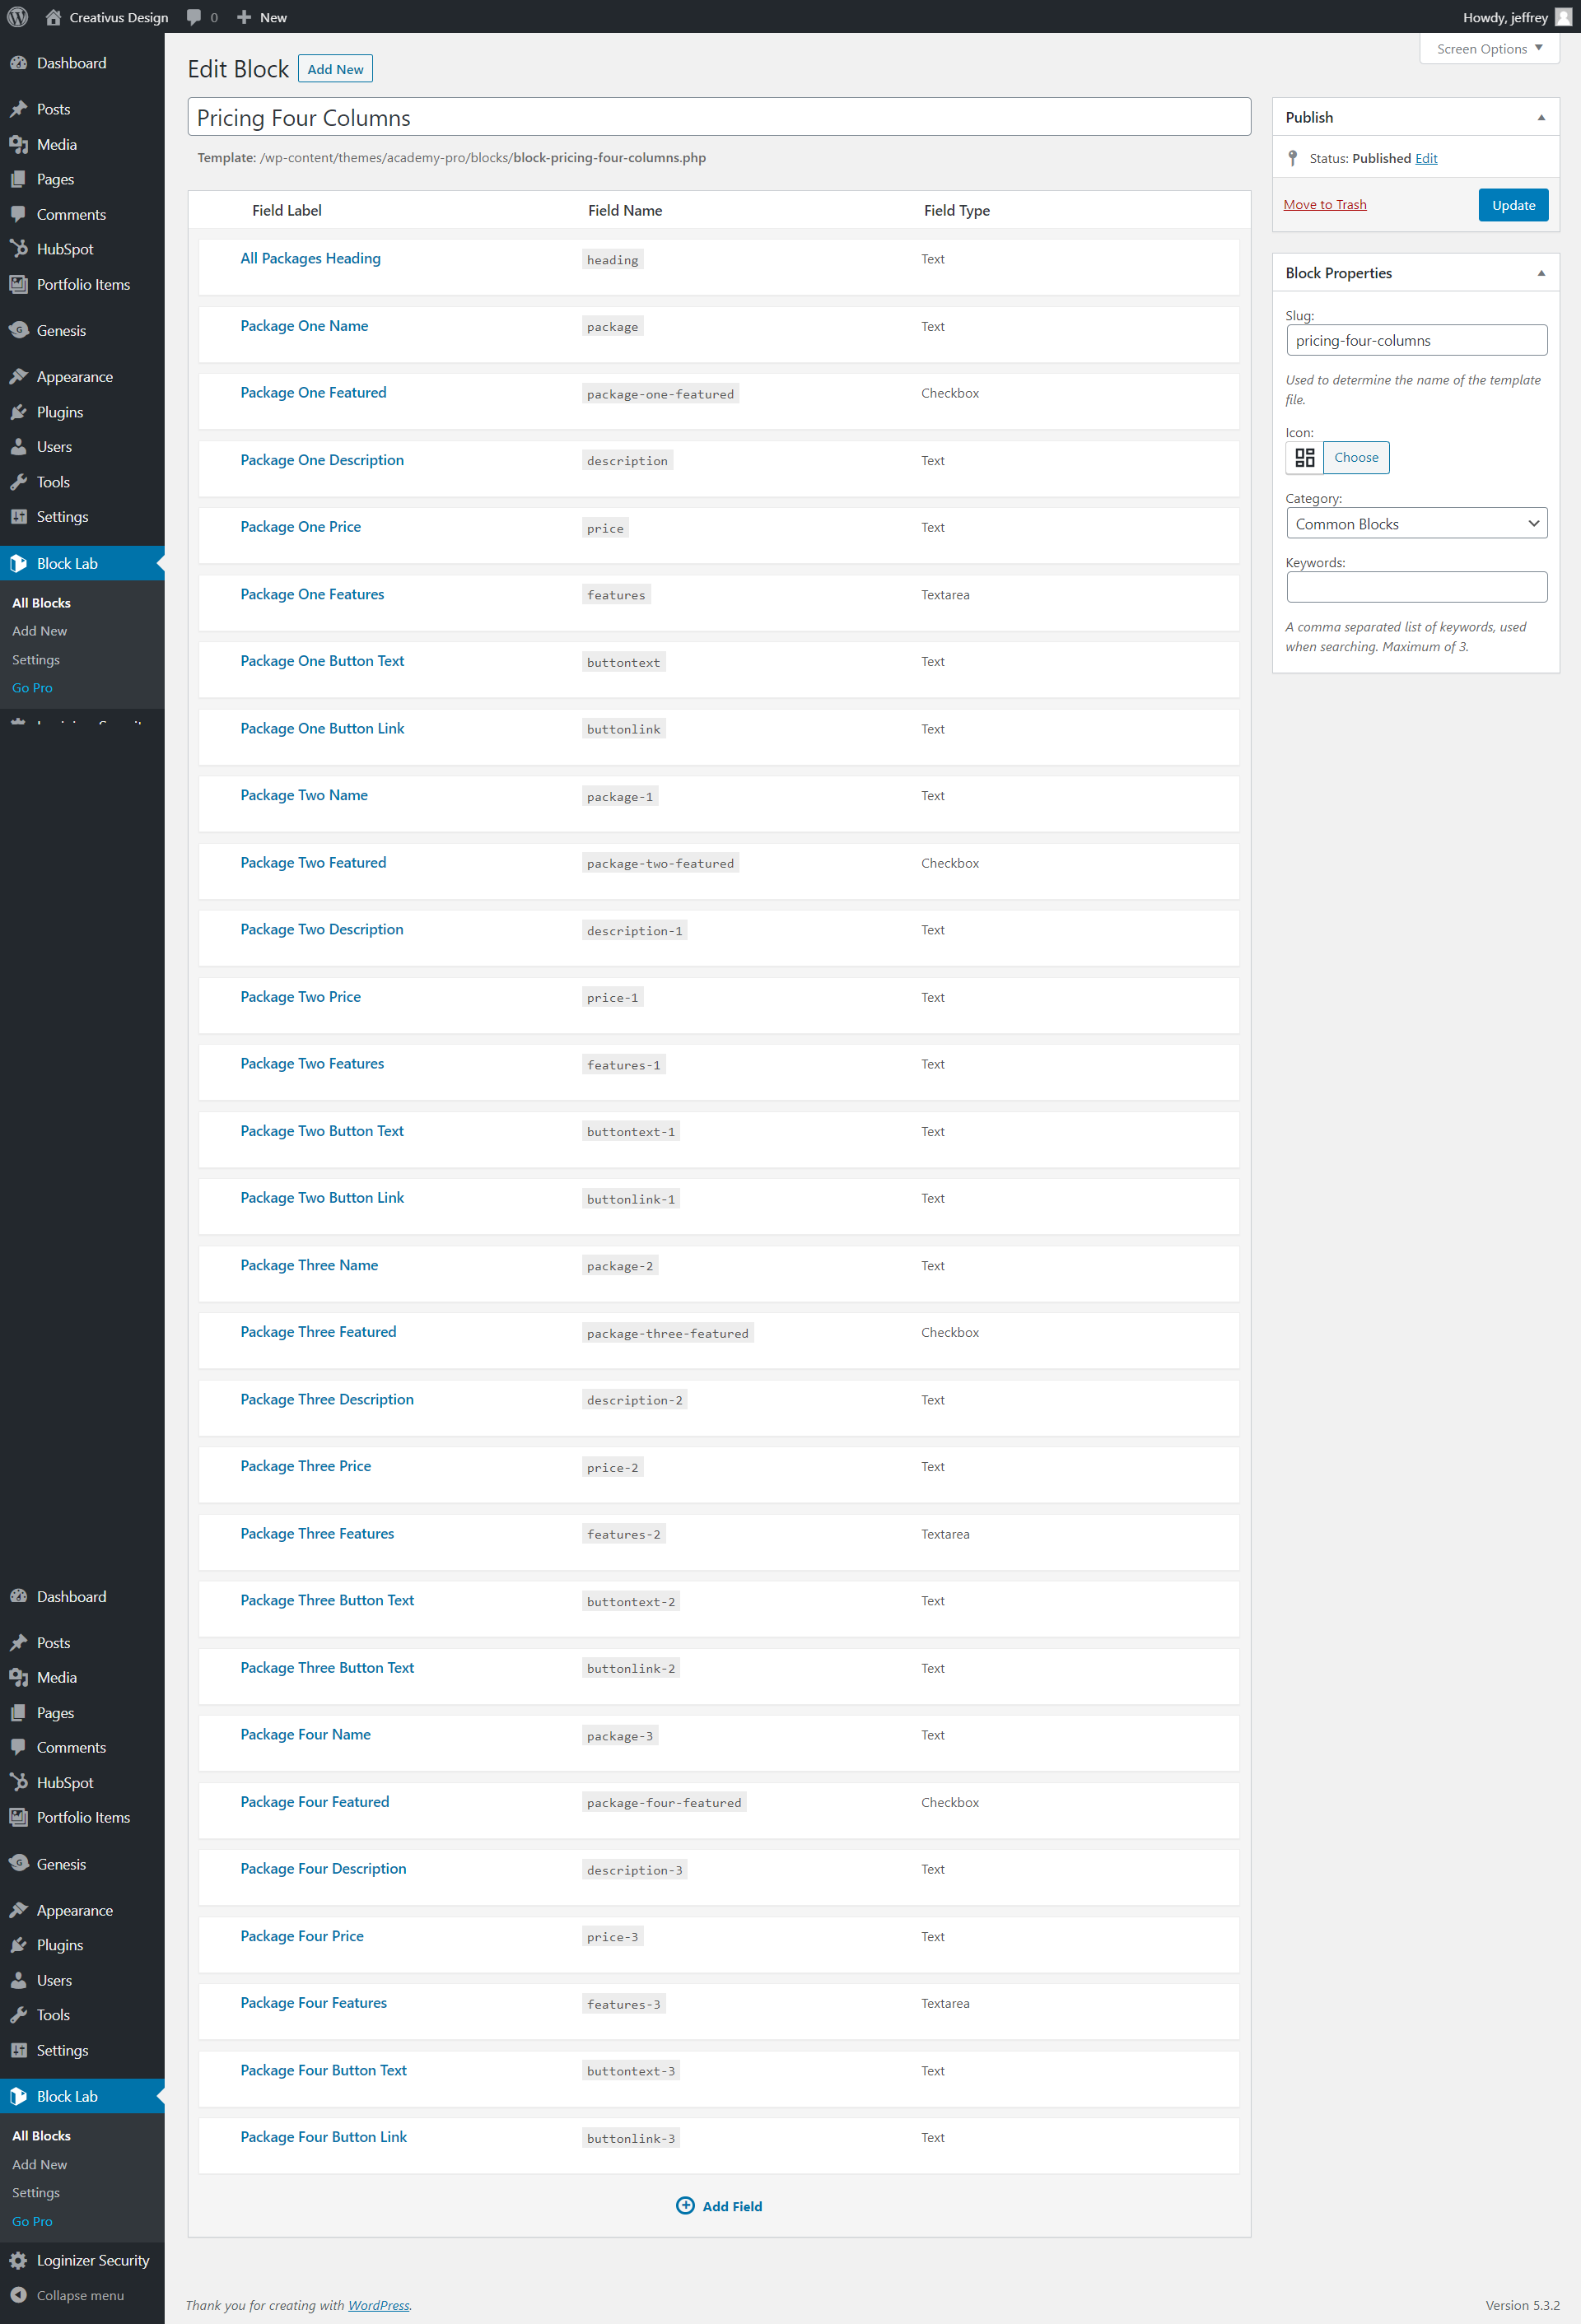 Creativus Design 0 New Howdy, jeffrey
Screen Options
Dashboard
Posts
Media
Pages
Comments
HubSpot
Portfolio Items
Genesis
Appearance
Plugins
Users
Tools
Settings
Block Lab
All Blocks
Add New
Settings
Go Pro
Edit Block Add New
Pricing Four Columns
Template: /wp-content/themes/academy-pro/blocks/block-pricing-four-columns.php
Field Label Field Name Field Type
All Packages Heading heading Text
Package One Name package Text
Package One Featured package-one-featured Checkbox
Package One Description description Text
Package One Price price Text
Package One Features features Textarea
Package One Button Text buttontext Text
Package One Button Link buttonlink Text
Package Two Name package-1 Text
Package Two Featured package-two-featured Checkbox
Package Two Description description-1 Text
Package Two Price price-1 Text
Package Two Features features-1 Text
Package Two Button Text buttontext-1 Text
Package Two Button Link buttonlink-1 Text
Package Three Name package-2 Text
Package Three Featured package-three-featured Checkbox
Package Three Description description-2 Text
Package Three Price price-2 Text
Package Three Features features-2 Textarea
Package Three Button Text buttontext-2 Text
Package Three Button Text buttonlink-2 Text
Package Four Name package-3 Text
Package Four Featured package-four-featured Checkbox
Package Four Description description-3 Text
Package Four Price price-3 Text
Package Four Features features-3 Textarea
Package Four Button Text buttontext-3 Text
Package Four Button Link buttonlink-3 Text
Add Field
Publish
Status: Published Edit
Move to Trash Update
Block Properties
Slug:
pricing-four-columns
Used to determine the name of the template
file.
Icon:
Choose
Category:
Common Blocks
Keywords:
A comma separated list of keywords, used
when searching. Maximum of 3.
Dashboard
Posts
Media
Pages
Comments
HubSpot
Portfolio Items
Genesis
Appearance
Plugins
Users
Tools
Settings
Block Lab
All Blocks
Add New
Settings
Go Pro
Loginizer Security
Collapse menu
Thank you for creating with WordPress. Version 5.3.2